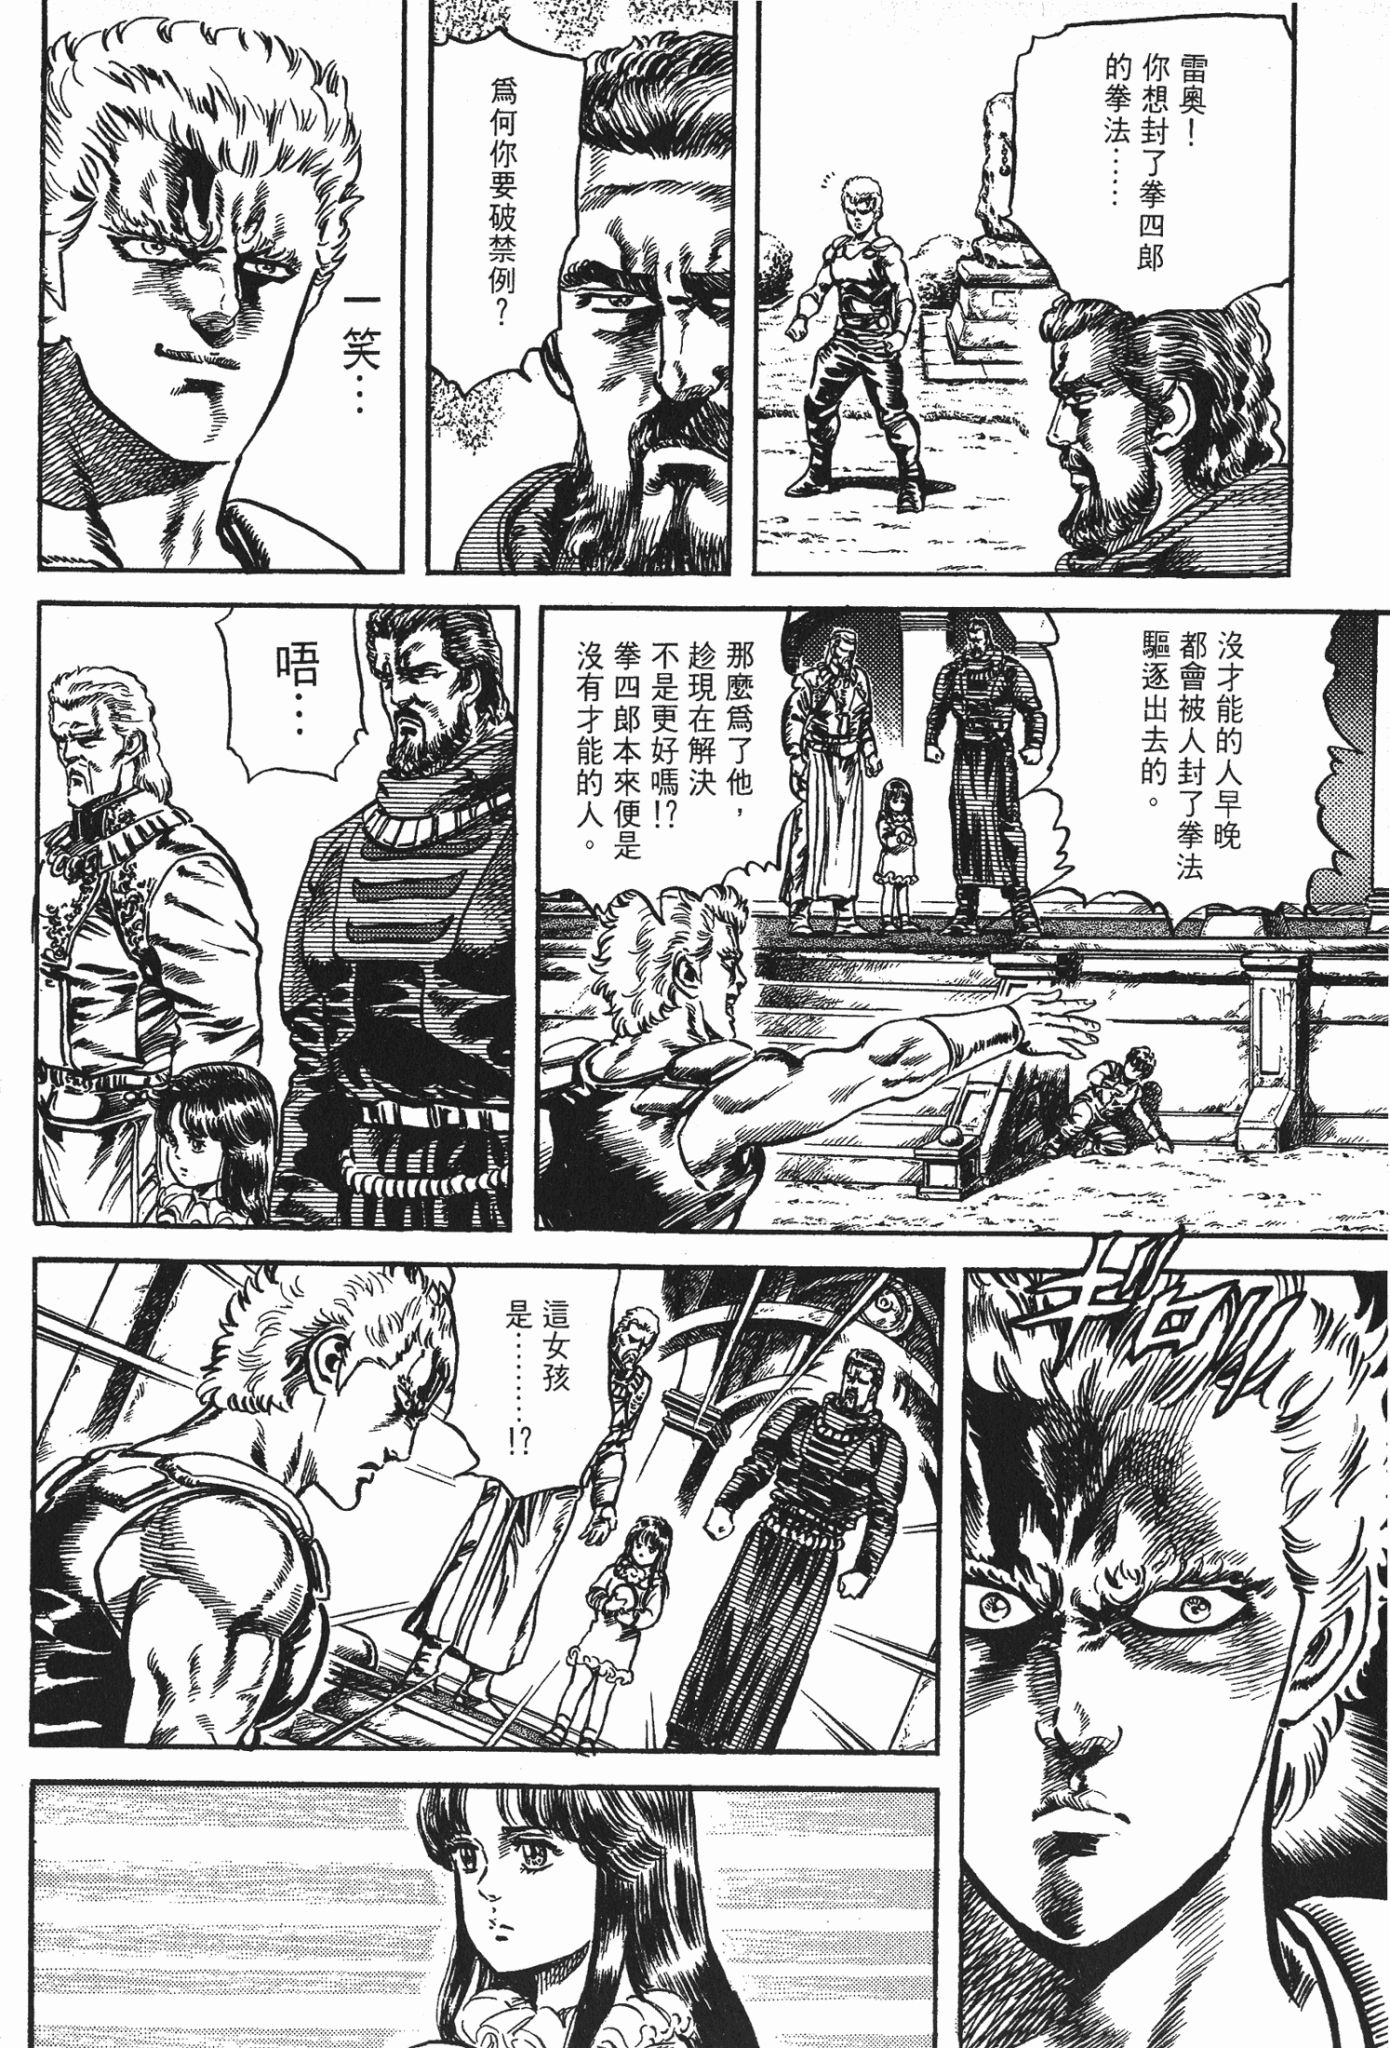 雷奧！
你想封了拳四郎
的拳法……
為何你要破禁例？
一笑…
沒才能的人早晚
都會被人封了拳法
驅逐出去的。
那麼為了他，
趁現在解決
不是更好嗎!?
拳四郎本來便是
沒有才能的人。
唔…
ギロリ
這女孩
是……!?